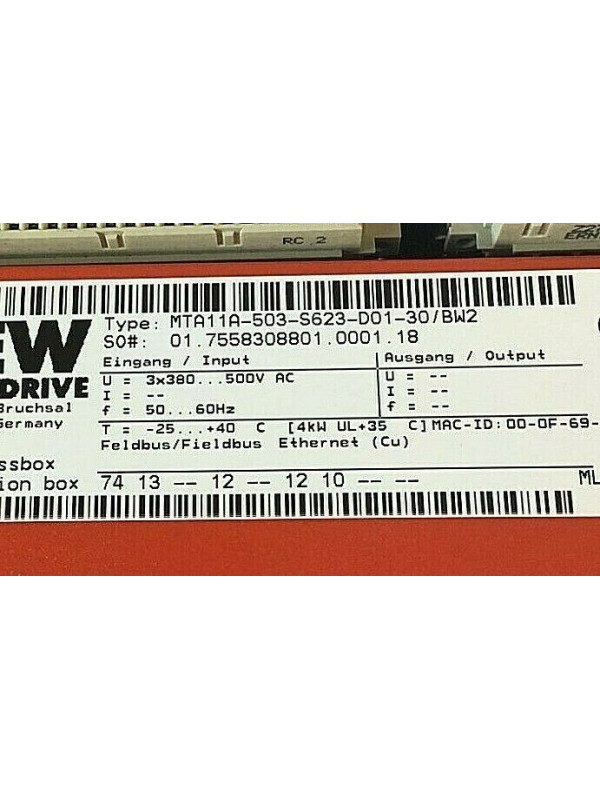 RC 2
EW
DRIVE
Bruchsal
Germany
Type: MTA11A-503-S623-D01-30/BW2
SO#: 01.7558308801.0001.18
Eingang / Input
Ausgang / Output
U = 3x380...500V AC
U = --
I = --
I = --
f = 50...60Hz
f = --
T = -25...+40 C [4kW UL+35 C] MAC-ID: 00-0F-69-
Feldbus/Fieldbus Ethernet (Cu)
ssbox
ion box 74 13 -- 12 -- 12 10 -- -- ML